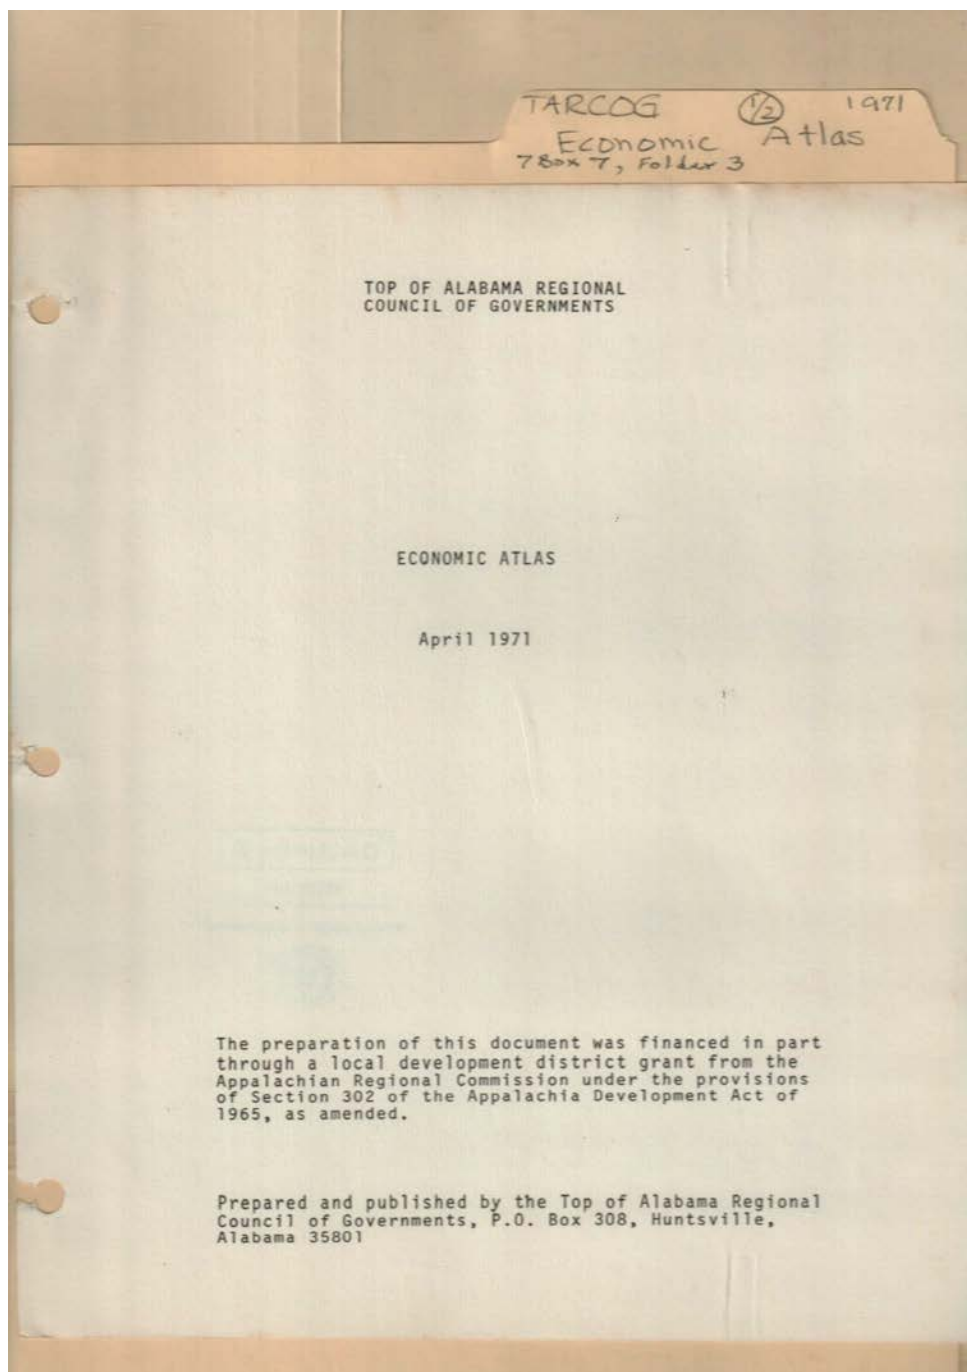 TARCOG 1/2 1971
Economic Atlas
7 Box 7, Folder 3
TOP OF ALABAMA REGIONAL
COUNCIL OF GOVERNMENTS
ECONOMIC ATLAS
April 1971
The preparation of this document was financed in part
through a local development district grant from the
Appalachian Regional Commission under the provisions
of Section 302 of the Appalachia Development Act of
1965, as amended.
Prepared and published by the Top of Alabama Regional
Council of Governments, P.O. Box 308, Huntsville,
Alabama 35801